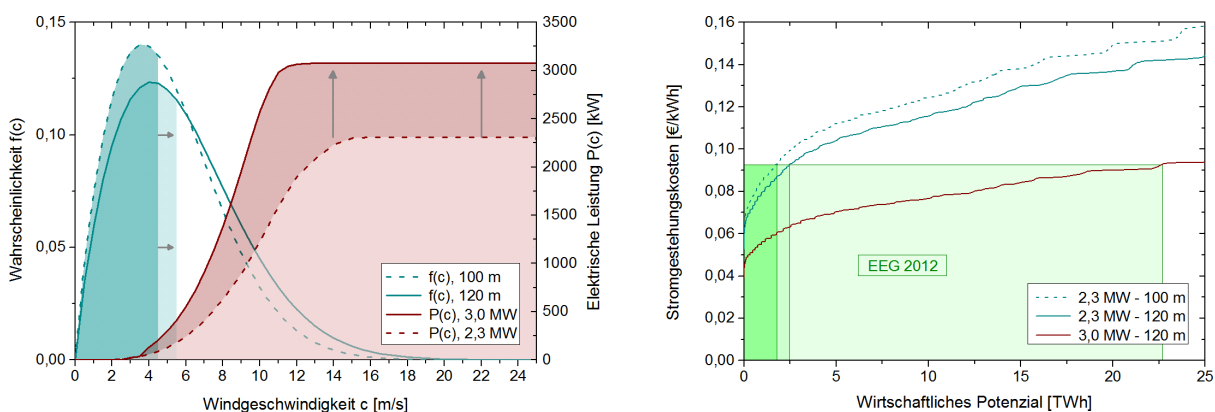 Wahrscheinlichkeit f(c)
0,15
0,10
0,05
0,00
0 2 4 6 8 10 12 14 16 18 20 22 24
Windgeschwindigkeit c [m/s]
3500
3000
2500
2000
1500
1000
500
0
Elektrische Leistung P(c) [kW]
f(c), 100 m
f(c), 120 m
P(c), 3,0 MW
P(c), 2,3 MW
Stromgestehungskosten [€/kWh]
0,16
0,14
0,12
0,10
0,08
0,06
0,04
0,02
0,00
0 5 10 15 20 25
Wirtschaftliches Potenzial [TWh]
EEG 2012
2,3 MW - 100 m
2,3 MW - 120 m
3,0 MW - 120 m